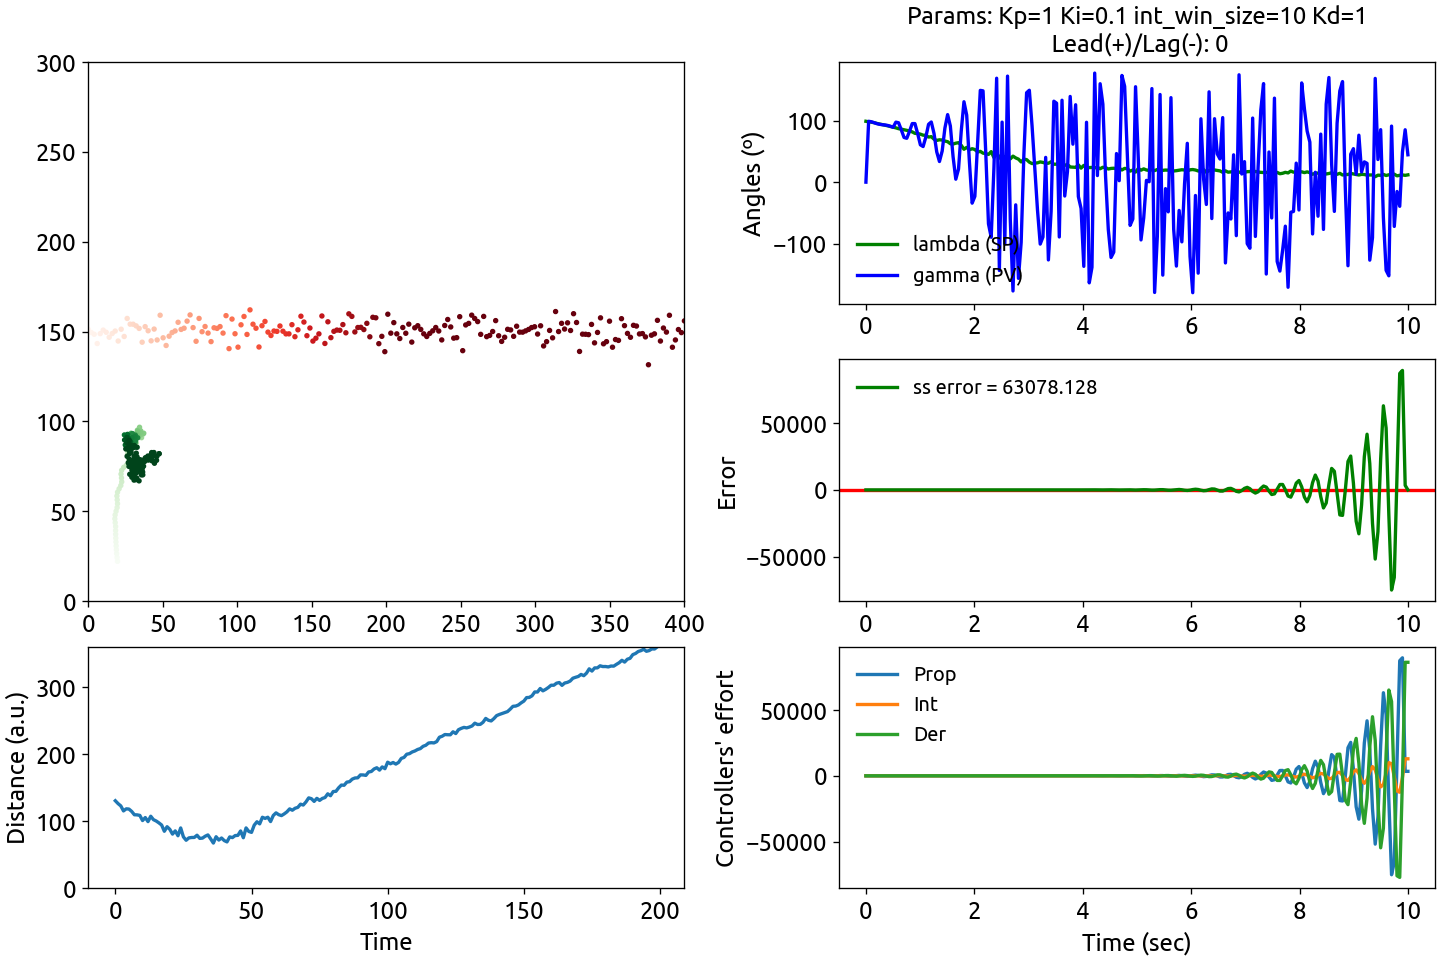 Params: Kp=1 Ki=0.1 int_win_size=10 Kd=1
Lead(+)/Lag(-): 0
300
250
200
150
100
50
0
0 50 100 150 200 250 300 350 400
Angles (º)
100
0
−100
lambda (SP)
gamma (PV)
0 2 4 6 8 10
Error
50000
0
−50000
ss error = 63078.128
0 2 4 6 8 10
Distance (a.u.)
300
200
100
0
0 50 100 150 200
Time
Controllers' effort
50000
0
−50000
Prop
Int
Der
0 2 4 6 8 10
Time (sec)